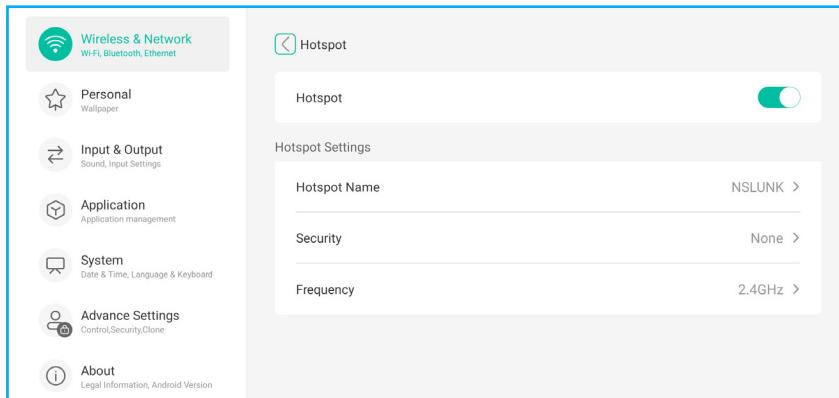 Wireless & Network
Wi-Fi, Bluetooth, Ethernet
Personal
Wallpaper
Input & Output
Sound, Input Settings
Application
Application management
System
Date & Time, Language & Keyboard
Advance Settings
Control,Security,Clone
About
Legal Information, Android Version
Hotspot
Hotspot
Hotspot Settings
Hotspot Name NSLUNK
Security None
Frequency 2.4GHz